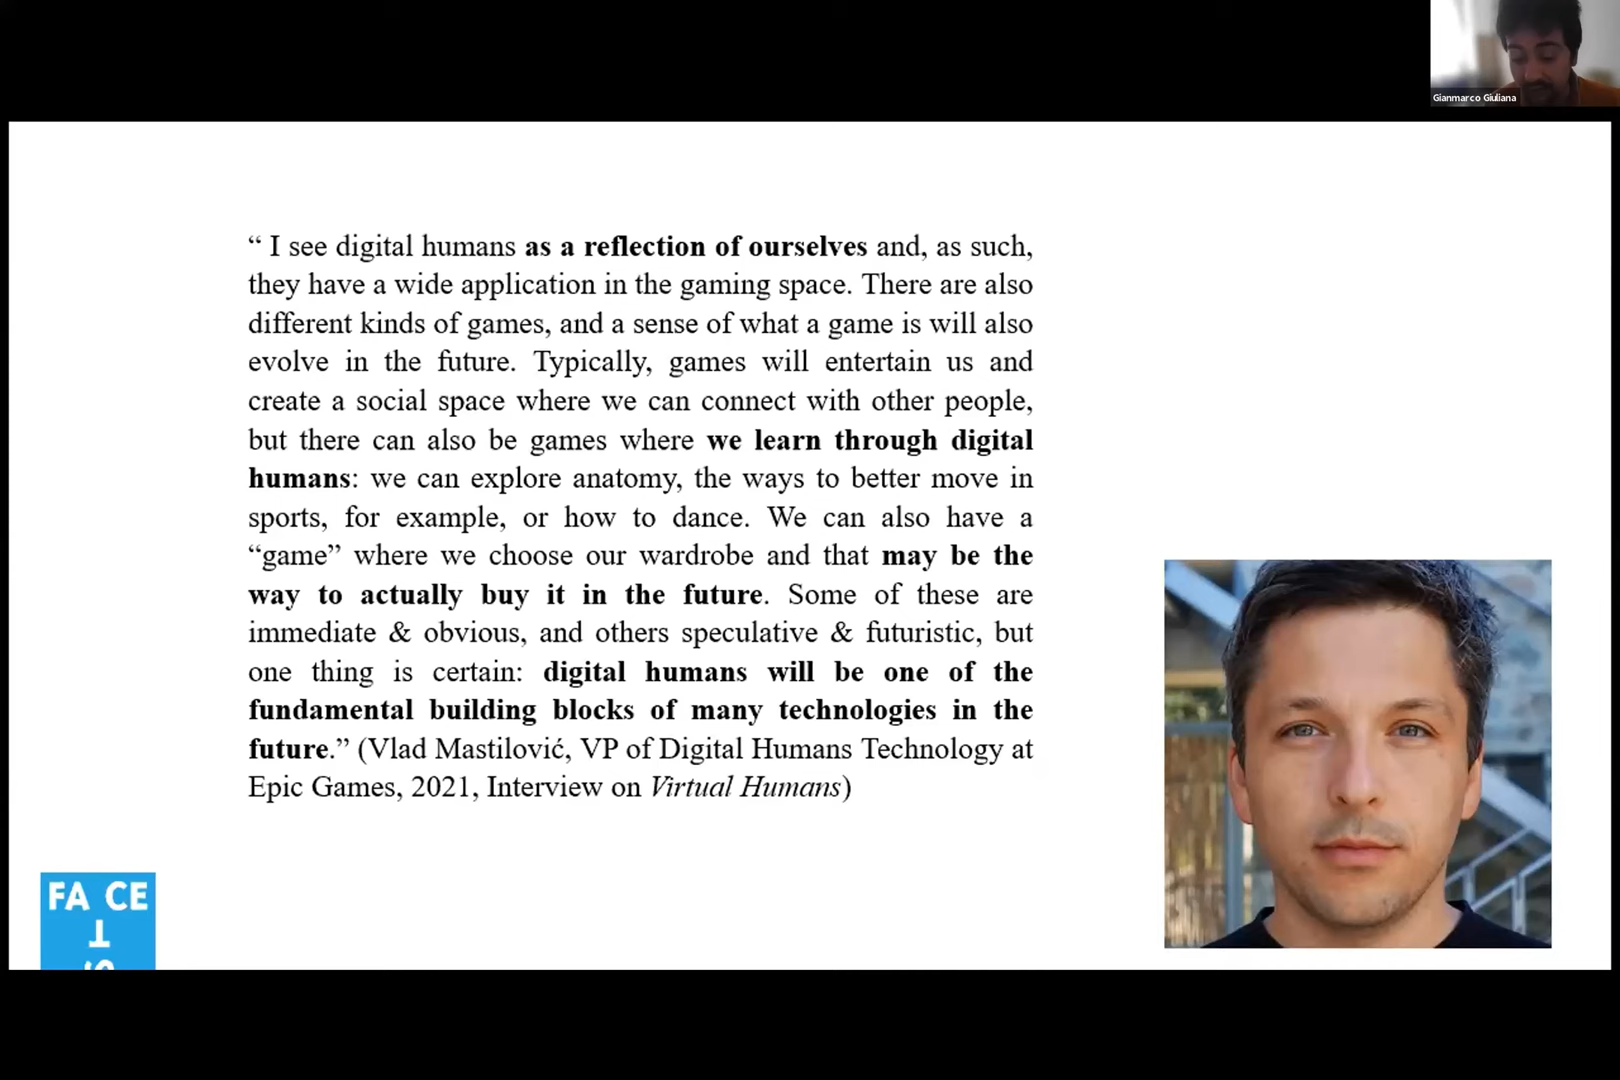 Gianmarco Giuliana
“ I see digital humans as a reflection of ourselves and, as such,
they have a wide application in the gaming space. There are also
different kinds of games, and a sense of what a game is will also
evolve in the future. Typically, games will entertain us and
create a social space where we can connect with other people,
but there can also be games where we learn through digital
humans: we can explore anatomy, the ways to better move in
sports, for example, or how to dance. We can also have a
“game” where we choose our wardrobe and that may be the
way to actually buy it in the future. Some of these are
immediate & obvious, and others speculative & futuristic, but
one thing is certain: digital humans will be one of the
fundamental building blocks of many technologies in the
future.” (Vlad Mastilović, VP of Digital Humans Technology at
Epic Games, 2021, Interview on Virtual Humans)
FA CE
T
S